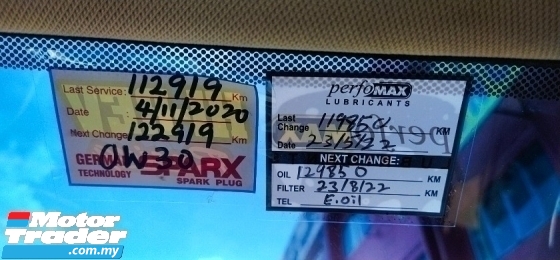 Last Service: 112919 Km
Date 4/11/2020
Next Change: 122919 Km
0W30
GERMAN
TECHNOLOGY
SPARX
SPARK PLUG
perfoMAX
LUBRICANTS
Last
Change KM
Date 23/5/22
NEXT CHANGE:
OIL 129850 KM
FILTER 23/8/22 KM
TEL E.oil
Motor
Trader
.com.my